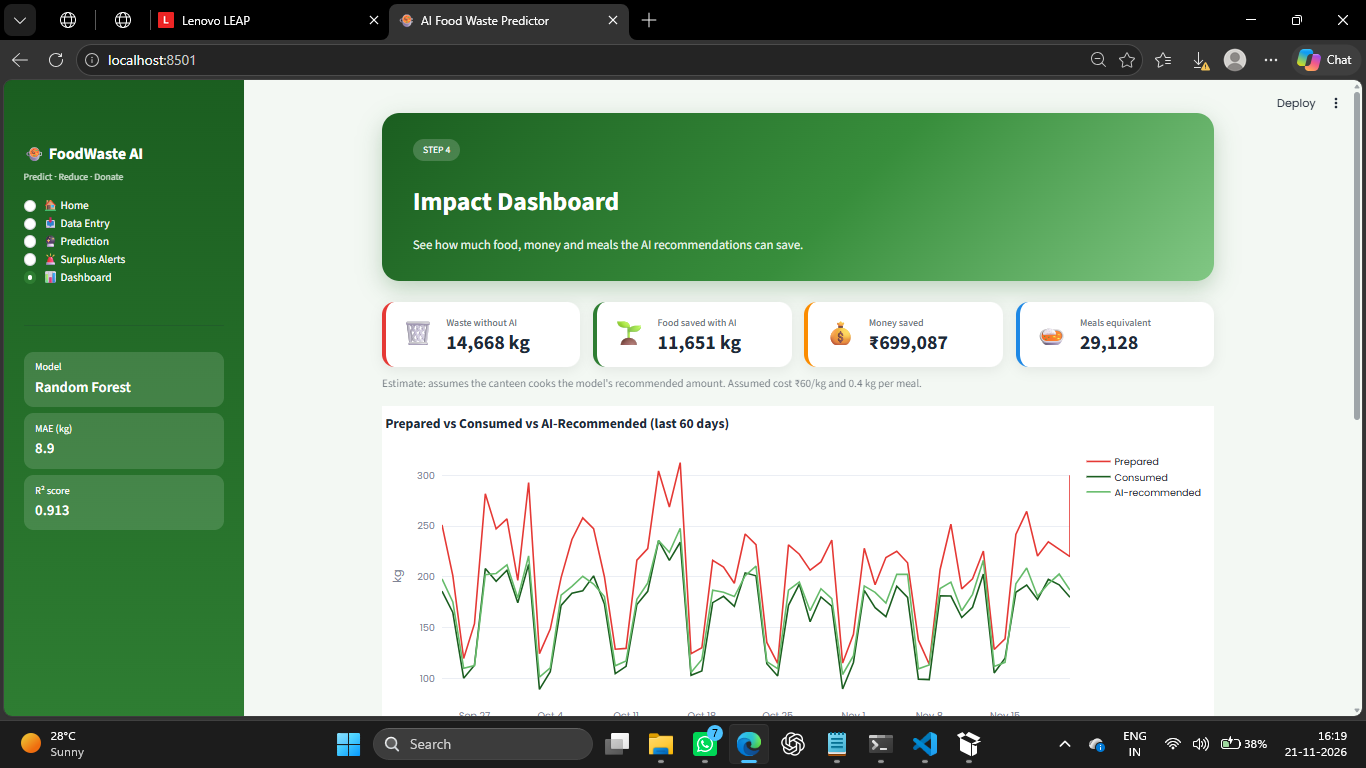 Lenovo LEAP
AI Food Waste Predictor
localhost:8501
Chat
Deploy
FoodWaste AI
Predict · Reduce · Donate
Home
Data Entry
Prediction
Surplus Alerts
Dashboard
Model
Random Forest
MAE (kg)
8.9
R² score
0.913
STEP 4
Impact Dashboard
See how much food, money and meals the AI recommendations can save.
Waste without AI
14,668 kg
Food saved with AI
11,651 kg
Money saved
₹699,087
Meals equivalent
29,128
Estimate: assumes the canteen cooks the model's recommended amount. Assumed cost ₹60/kg and 0.4 kg per meal.
Prepared vs Consumed vs AI-Recommended (last 60 days)
Prepared
Consumed
AI-recommended
kg
300
250
200
150
100
Sep 27 Oct 4 Oct 11 Oct 18 Oct 25 Nov 1 Nov 8 Nov 15
28°C
Sunny
Search
7
ENG
IN
38%
16:19
21-11-2026